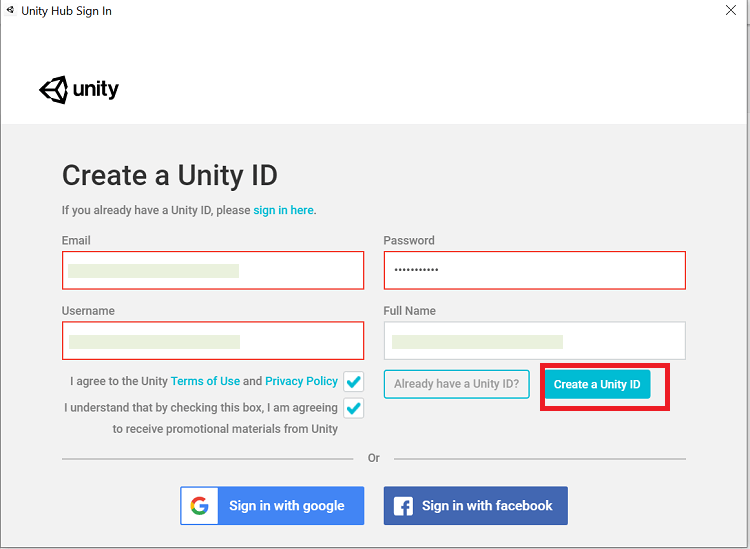 Unity Hub Sign In
unity
Create a Unity ID
If you already have a Unity ID, please sign in here.
Email
Password
•••••••••••
Username
Full Name
I agree to the Unity Terms of Use and Privacy Policy
I understand that by checking this box, I am agreeing
to receive promotional materials from Unity
Already have a Unity ID?
Create a Unity ID
Or
Sign in with google
Sign in with facebook